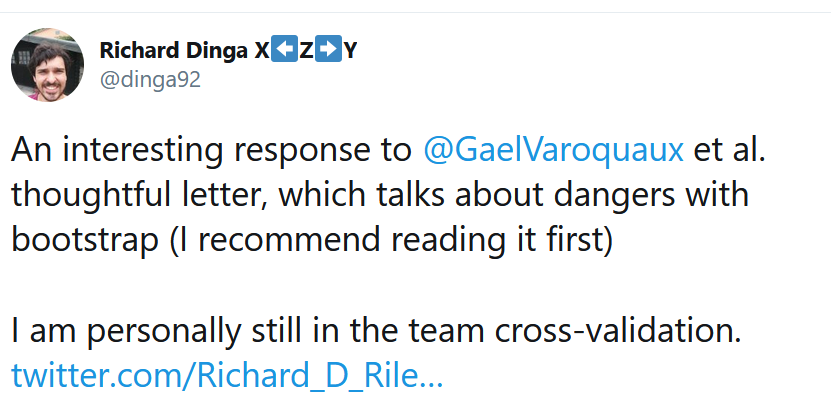 Richard Dinga X⬅Z➡Y
@dinga92
An interesting response to @GaelVaroquaux et al.
thoughtful letter, which talks about dangers with
bootstrap (I recommend reading it first)
I am personally still in the team cross-validation.
twitter.com/Richard_D_Rile...